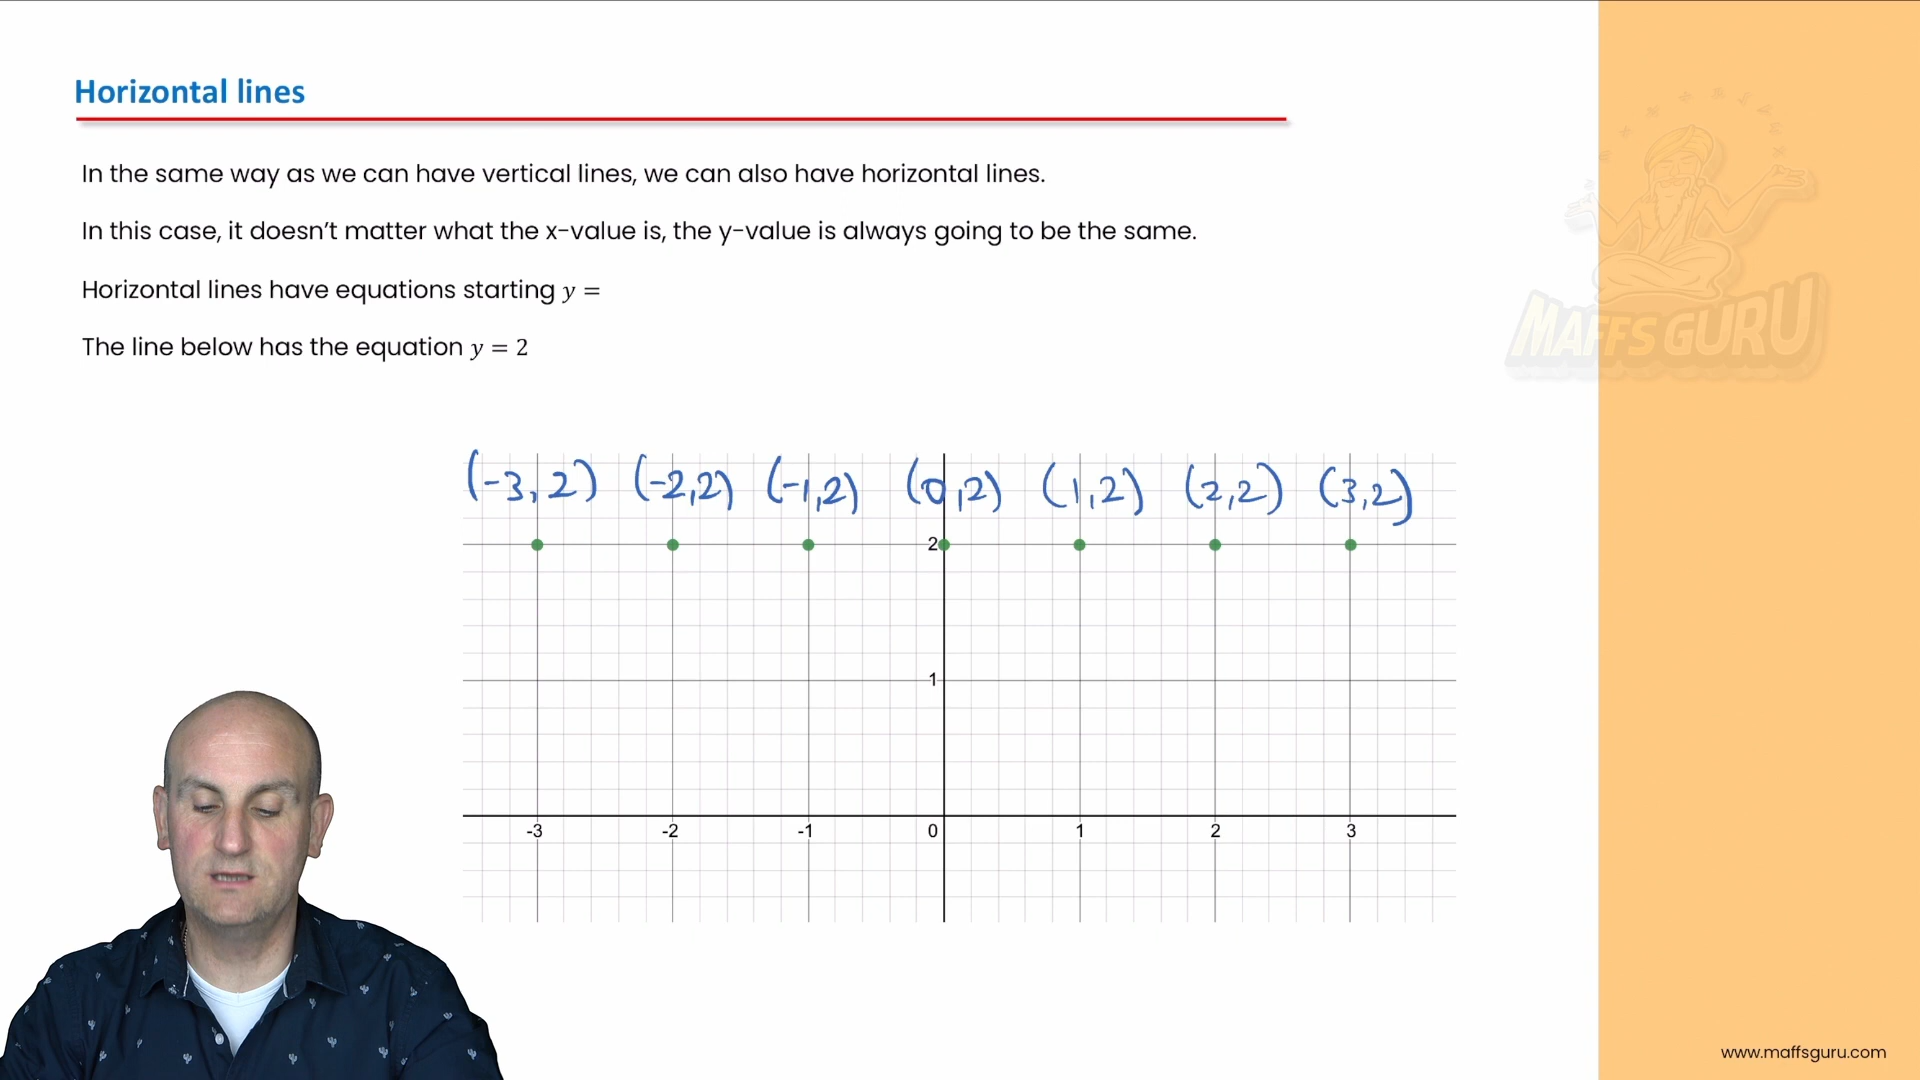 Horizontal lines
In the same way as we can have vertical lines, we can also have horizontal lines.
In this case, it doesn’t matter what the x-value is, the y-value is always going to be the same.
Horizontal lines have equations starting y =
The line below has the equation y = 2
MAFFS GURU
(-3,2) (-2,2) (-1,2) (0,2) (1,2) (2,2) (3,2)
2
1
-3 -2 -1 0 1 2 3
www.maffsguru.com